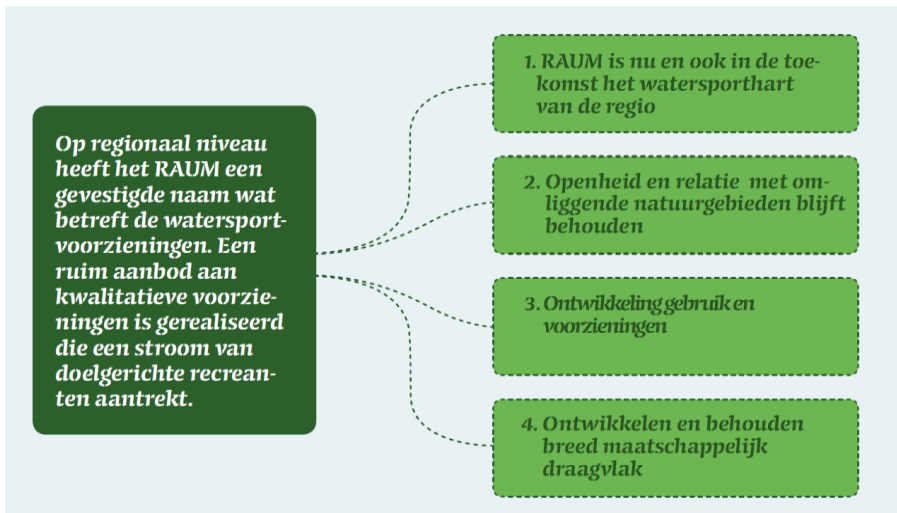 Op regionaal niveau
heeft het RAUM een
gevestigde naam wat
betreft de watersport-
voorzieningen. Een
ruim aanbod aan
kwalitatieve voorzie-
ningen is gerealiseerd
die een stroom van
doelgerichte recrean-
ten aantrekt.
1. RAUM is nu en ook in de toe-
komst het watersporthart
van de regio
2. Openheid en relatie met om-
liggende natuurgebieden blijft
behouden
3. Ontwikkeling gebruik en
voorzieningen
4. Ontwikkelen en behouden
breed maatschappelijk
draagvlak